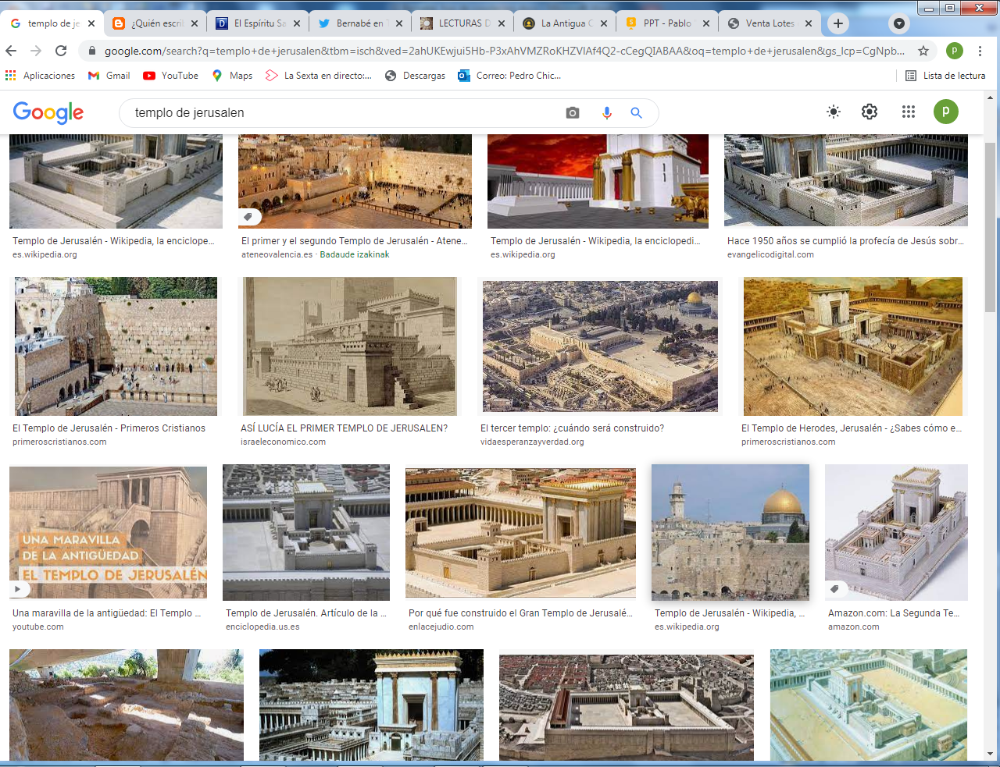 templo de je
¿Quién escril
El Espíritu Sa
Bernabé en T
LECTURAS D
La Antigua C
PPT - Pablo
Venta Lotes
google.com/search?q=templo+de+jerusalen&tbm=isch&ved=2ahUKEwjui5Hb-P3xAhVMZRoKHZVlAf4Q2-cCegQIABAA&oq=templo+de+jerusalen&gs_lcp=CgNpb...
p
Aplicaciones
Gmail
YouTube
Maps
La Sexta en directo:...
Descargas
Correo: Pedro Chic...
Lista de lectura
Google
templo de jerusalen
p
Templo de Jerusalén - Wikipedia, la enciclope...
es.wikipedia.org
El primer y el segundo Templo de Jerusalén - Atene...
ateneovalencia.es · Badaude izakinak
Templo de Jerusalén - Wikipedia, la enciclopedi...
es.wikipedia.org
Hace 1950 años se cumplió la profecía de Jesús sobr...
evangelicodigital.com
El Templo de Jerusalén - Primeros Cristianos
primeroscristianos.com
ASÍ LUCÍA EL PRIMER TEMPLO DE JERUSALEN?
israeleconomico.com
El tercer templo: ¿cuándo será construido?
vidaesperanzayverdad.org
El Templo de Herodes, Jerusalén - ¿Sabes cómo e...
primeroscristianos.com
UNA MARAVILLA
DE LA ANTIGÜEDAD
EL TEMPLO DE JERUSALÉN
Una maravilla de la antigüedad: El Templo ...
youtube.com
Templo de Jerusalén. Artículo de la ...
enciclopedia.us.es
Por qué fue construido el Gran Templo de Jerusalé...
enlacejudio.com
Templo de Jerusalén - Wikipedia, ...
es.wikipedia.org
Amazon.com: La Segunda Te...
amazon.com